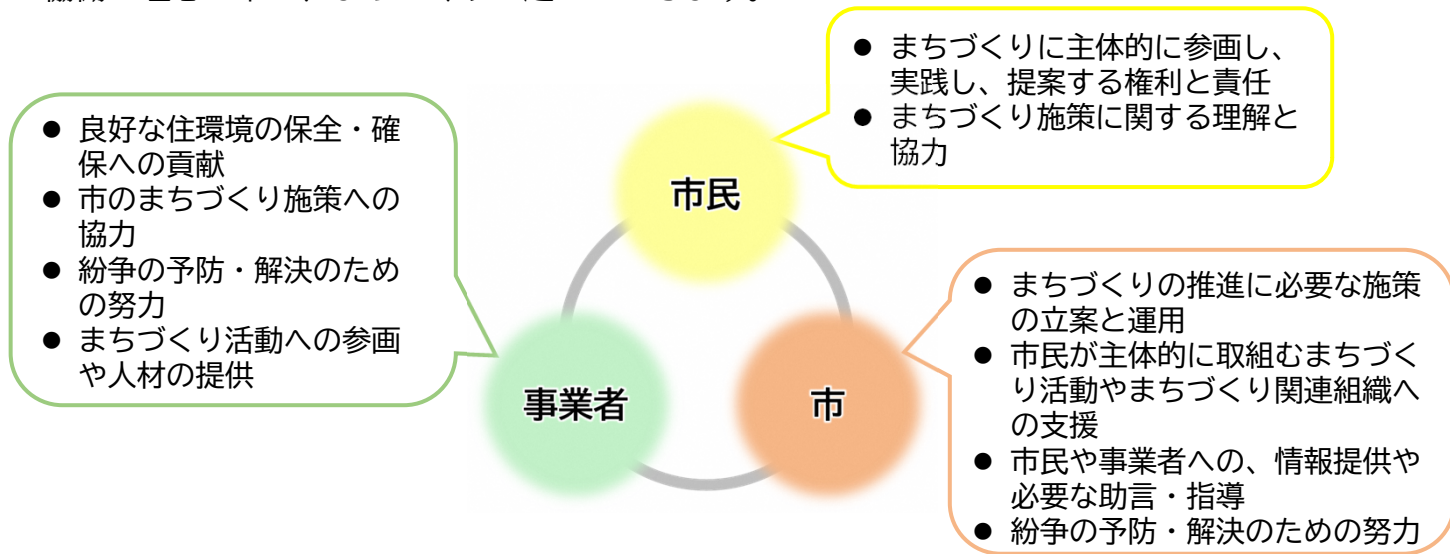 ● まちづくりに主体的に参画し、
実践し、提案する権利と責任
● まちづくり施策に関する理解と
協力
● 良好な住環境の保全・確
保への貢献
● 市のまちづくり施策への
協力
● 紛争の予防・解決のため
の努力
● まちづくり活動への参画
や人材の提供
市民
事業者
市
● まちづくりの推進に必要な施策
の立案と運用
● 市民が主体的に取組むまちづく
り活動やまちづくり関連組織へ
の支援
● 市民や事業者への、情報提供や
必要な助言・指導
● 紛争の予防・解決のための努力